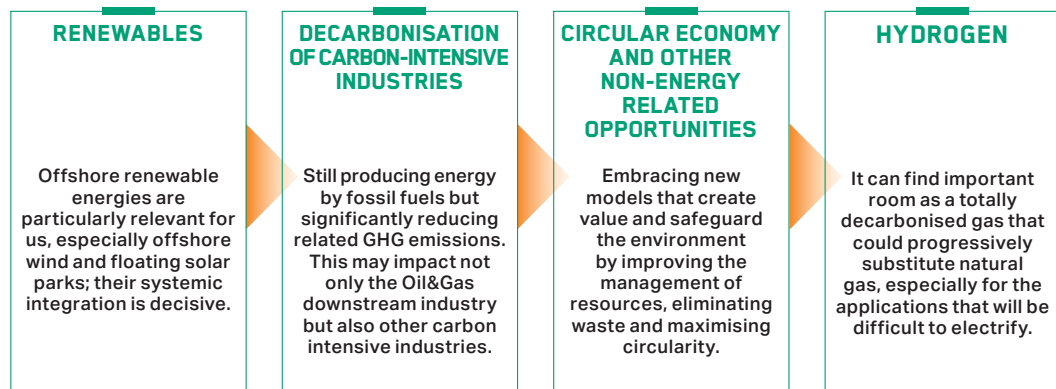 RENEWABLES
Offshore renewable
energies are
particularly relevant for
us, especially offshore
wind and floating solar
parks; their systemic
integration is decisive.
DECARBONISATION
OF CARBON-INTENSIVE
INDUSTRIES
Still producing energy
by fossil fuels but
significantly reducing
related GHG emissions.
This may impact not
only the Oil&Gas
downstream industry
but also other carbon
intensive industries.
CIRCULAR ECONOMY
AND OTHER
NON-ENERGY
RELATED
OPPORTUNITIES
Embracing new
models that create
value and safeguard
the environment
by improving the
management of
resources, eliminating
waste and maximising
circularity.
HYDROGEN
It can find important
room as a totally
decarbonised gas that
could progressively
substitute natural
gas, especially for the
applications that will be
difficult to electrify.